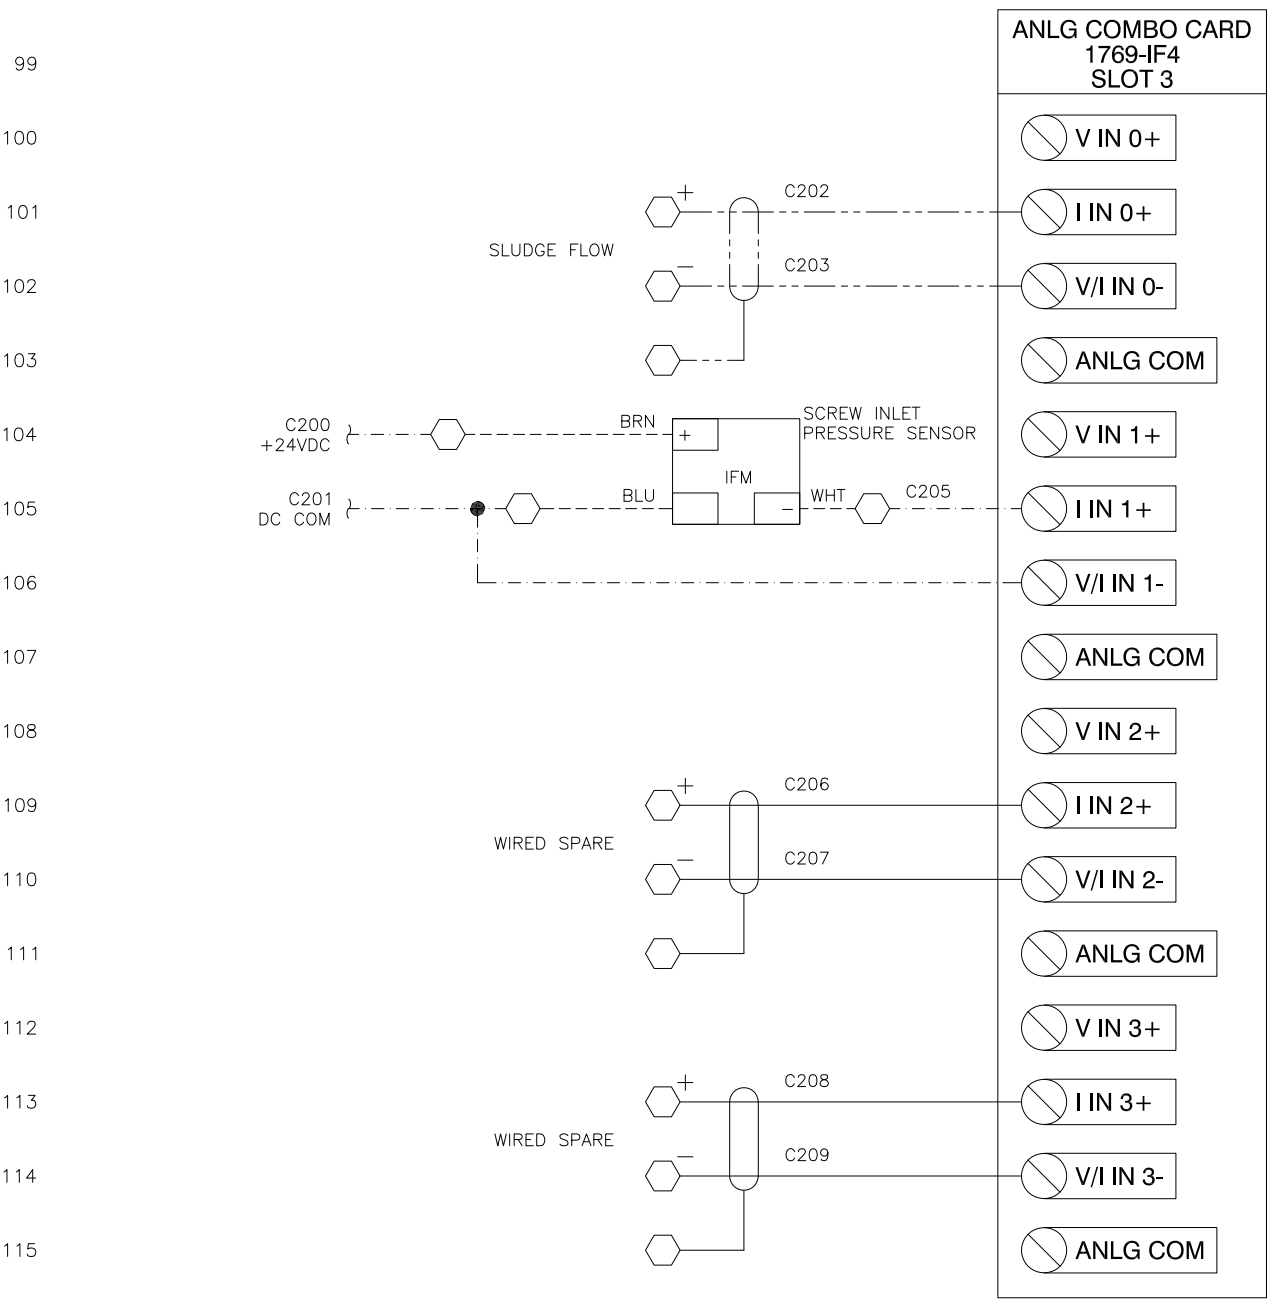 ANLG COMBO CARD
1769-IF4
SLOT 3
99
100
V IN 0+
101
+
C202
I IN 0+
SLUDGE FLOW
102
−
C203
V/I IN 0-
103
ANLG COM
104
C200
+24VDC
BRN
+
SCREW INLET
PRESSURE SENSOR
V IN 1+
IFM
105
C201
DC COM
BLU
−
WHT
C205
I IN 1+
106
V/I IN 1-
107
ANLG COM
108
V IN 2+
109
+
C206
I IN 2+
WIRED SPARE
110
−
C207
V/I IN 2-
111
ANLG COM
112
V IN 3+
113
+
C208
I IN 3+
WIRED SPARE
114
−
C209
V/I IN 3-
115
ANLG COM